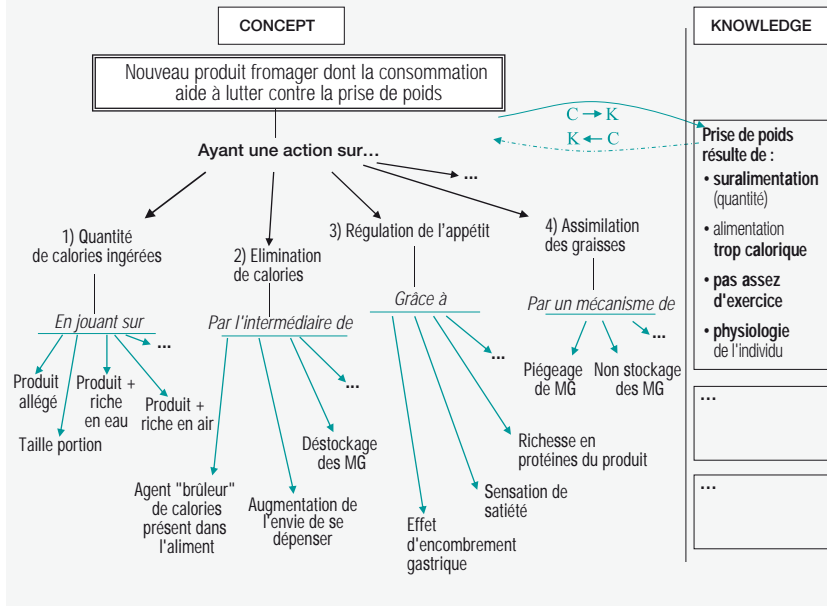 CONCEPT
KNOWLEDGE
Nouveau produit fromager dont la consommation
aide à lutter contre la prise de poids
C → K
K ← C
Ayant une action sur...
...
1) Quantité
de calories ingérées
2) Elimination
de calories
3) Régulation de l'appétit
4) Assimilation
des graisses
En jouant sur
...
Par l'intermédiaire de
...
Grâce à
...
Par un mécanisme de
...
Produit
allégé
Taille portion
Produit +
riche
en eau
Produit +
riche en air
Agent "brûleur"
de calories
présent dans
l'aliment
Augmentation de
l'envie de se
dépenser
Déstockage
des MG
Effet
d'encombrement
gastrique
Sensation de
satiété
Richesse en
protéines du produit
Piégeage
de MG
Non stockage
des MG
Prise de poids
résulte de :
• suralimentation
(quantité)
• alimentation
trop calorique
• pas assez
d'exercice
• physiologie
de l'individu
...
...